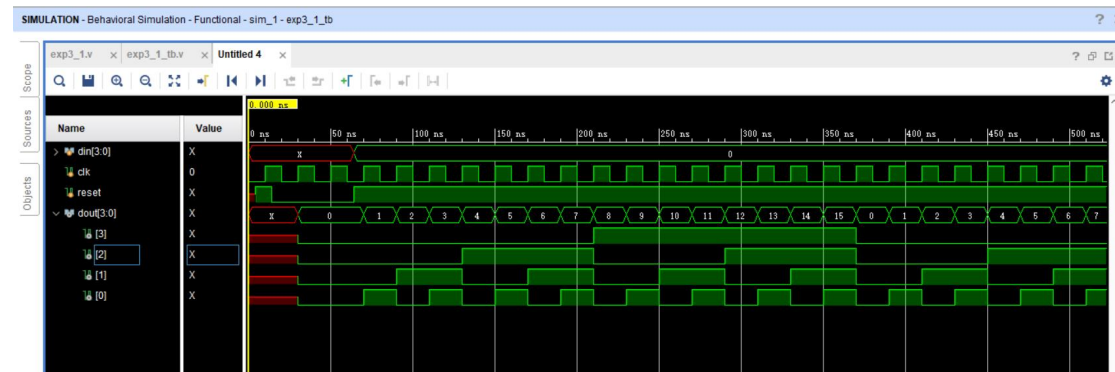 SIMULATION - Behavioral Simulation - Functional - sim_1 - exp3_1_tb ?
exp3_1.v × exp3_1_tb.v × Untitled 4 × ?
Scope
Sources
Objects
0.000 ns
Name Value
0 ns 50 ns 100 ns 150 ns 200 ns 250 ns 300 ns 350 ns 400 ns 450 ns 500 ns
din[3:0] X X 0
clk 0
reset X
dout[3:0] X X 0 1 2 3 4 5 6 7 8 9 10 11 12 13 14 15 0 1 2 3 4 5 6 7
[3] X
[2] X
[1] X
[0] X